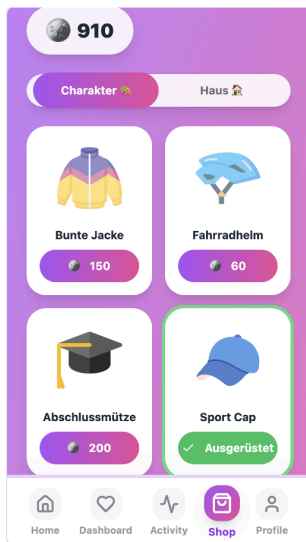 910
Charakter
Haus
Bunte Jacke
Fahrradhelm
150
60
Abschlussmütze
Sport Cap
200
Ausgerüstet
Home Dashboard Activity Shop Profile